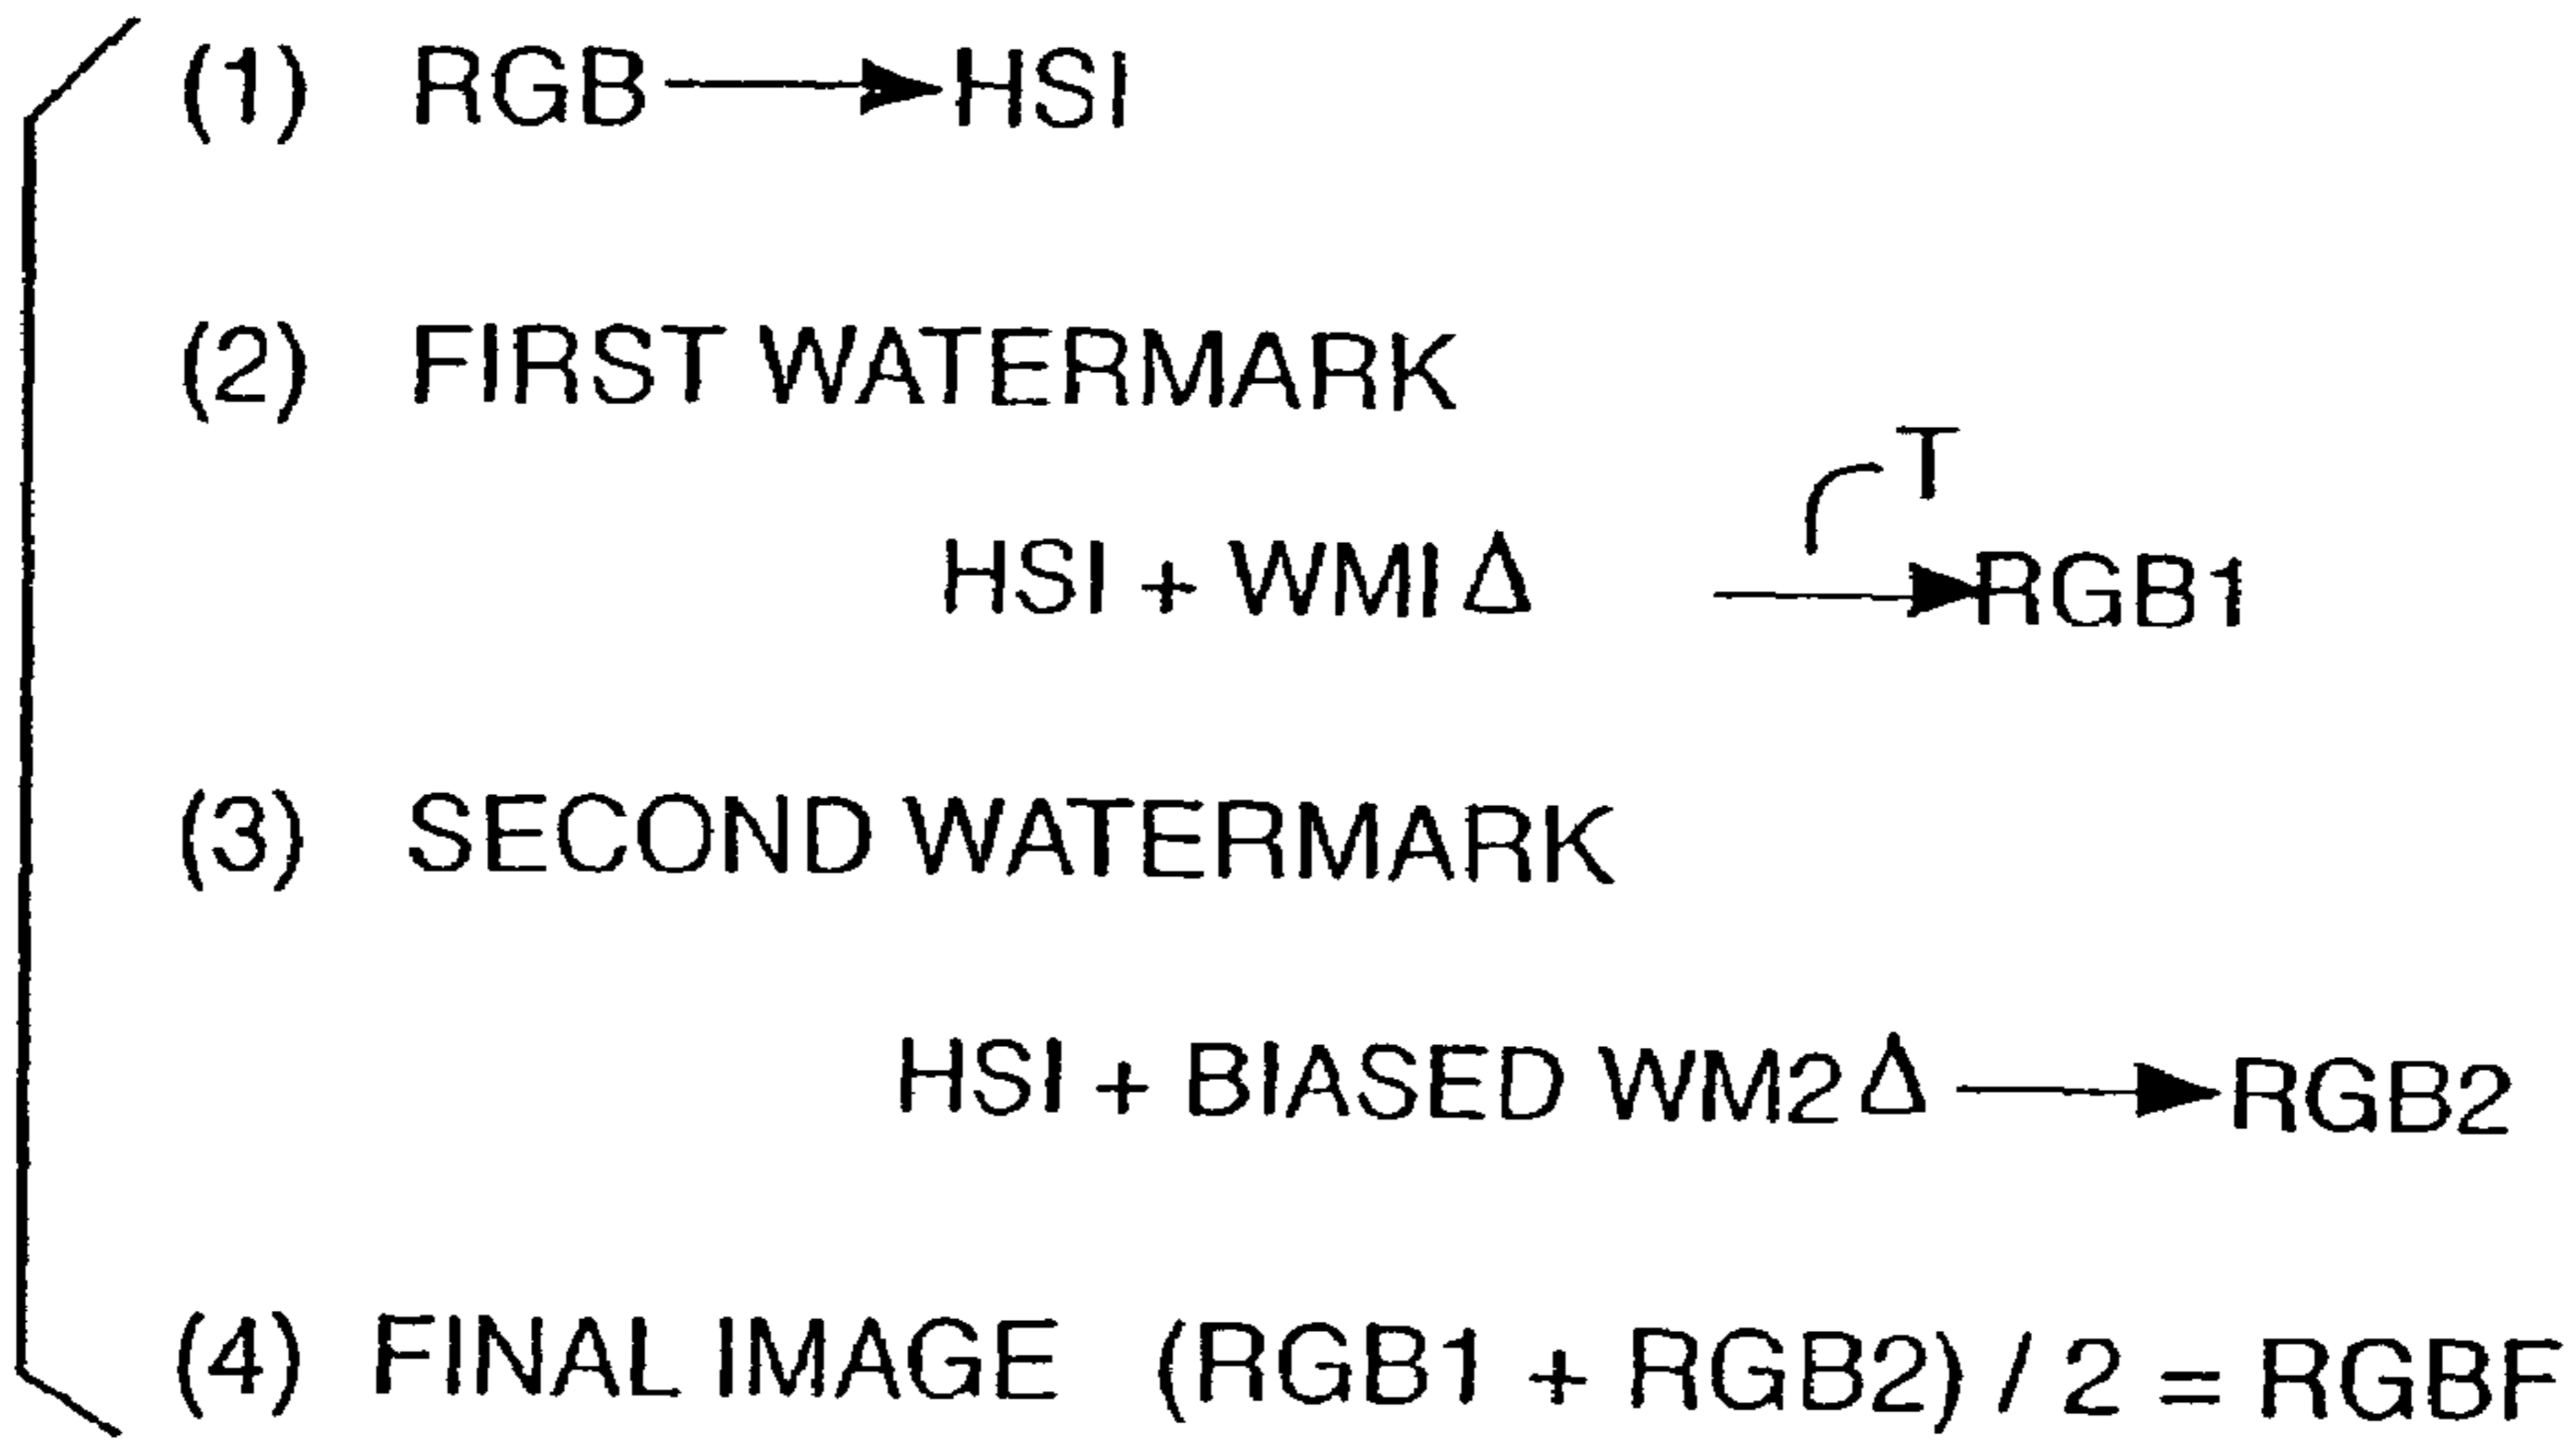 (1) RGB → HSI
(2) FIRST WATERMARK
T
HSI + WMI Δ → RGB1
(3) SECOND WATERMARK
HSI + BIASED WM2 Δ → RGB2
(4) FINAL IMAGE (RGB1 + RGB2) / 2 = RGBF